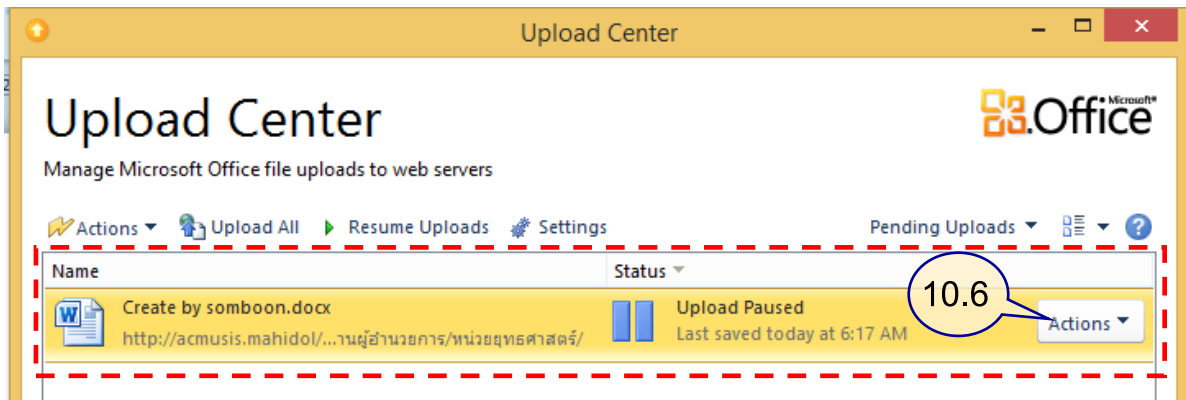 Upload Center
Upload Center
Microsoft®
Office
Manage Microsoft Office file uploads to web servers
Actions Upload All Resume Uploads Settings Pending Uploads
Name Status
Create by somboon.docx Upload Paused 10.6
http://acmusis.mahidol/...านผู้อำนวยการ/หน่วยยุทธศาสตร์/ Last saved today at 6:17 AM Actions